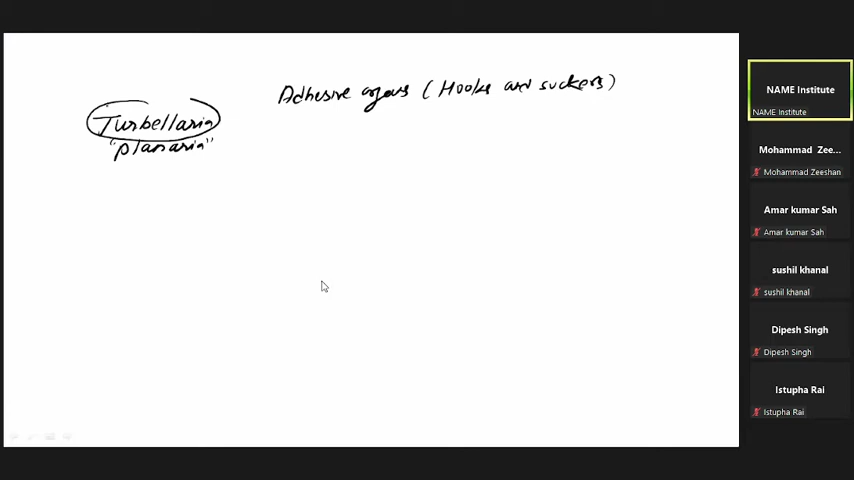 Adhesive organs (Hooks and suckers)
Turbellaria
"planaria"
NAME Institute
NAME Institute
Mohammad Zee...
Mohammad Zeeshan
Amar kumar Sah
Amar kumar Sah
sushil khanal
sushil khanal
Dipesh Singh
Dipesh Singh
Istupha Rai
Istupha Rai